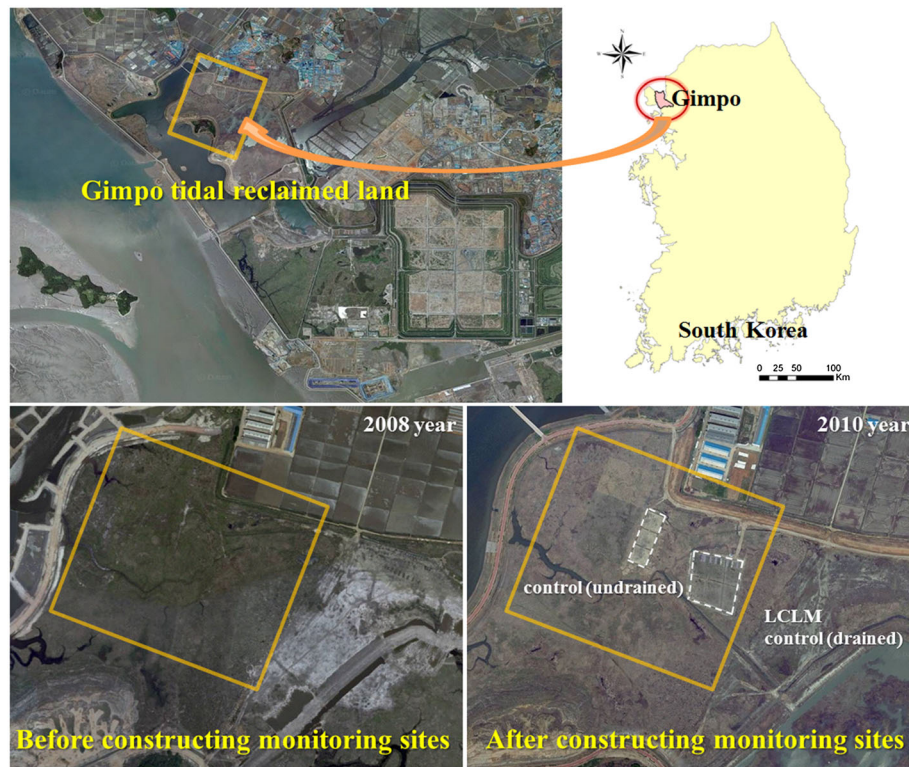 Gimpo tidal reclaimed land
N
Gimpo
South Korea
0 25 50 100
Km
2008 year
Before constructing monitoring sites
2010 year
control (undrained)
LCLM
control (drained)
After constructing monitoring sites